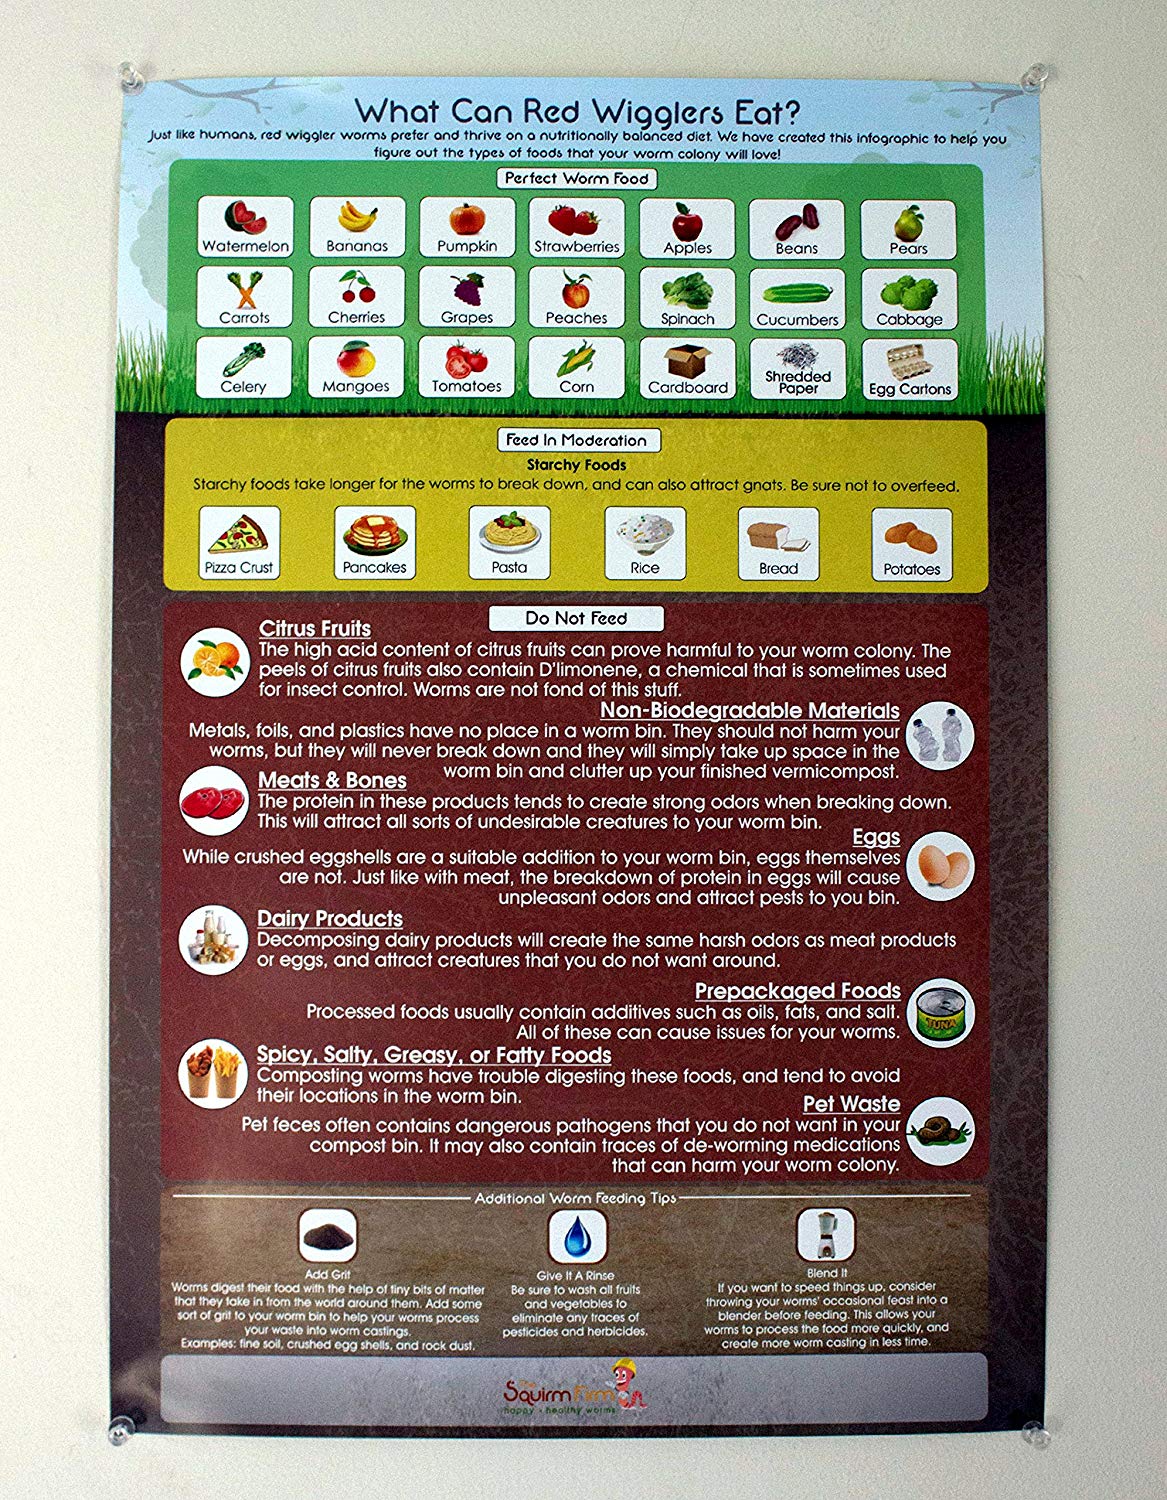 What Can Red Wigglers Eat?
Just like humans, red wiggler worms prefer and thrive on a nutritionally balanced diet. We have created this infographic to help you
figure out the types of foods that your worm colony will love!
Perfect Worm Food
Watermelon Bananas Pumpkin Strawberries Apples Beans Pears
Carrots Cherries Grapes Peaches Spinach Cucumbers Cabbage
Celery Mangoes Tomatoes Corn Cardboard Shredded Paper Egg Cartons
Feed In Moderation
Starchy Foods
Starchy foods take longer for the worms to break down, and can also attract gnats. Be sure not to overfeed.
Pizza Crust Pancakes Pasta Rice Bread Potatoes
Do Not Feed
Citrus Fruits
The high acid content of citrus fruits can prove harmful to your worm colony. The
peels of citrus fruits also contain D'limonene, a chemical that is sometimes used
for insect control. Worms are not fond of this stuff.
Non-Biodegradable Materials
Metals, foils, and plastics have no place in a worm bin. They should not harm your
worms, but they will never break down and they will simply take up space in the
worm bin and clutter up your finished vermicompost.
Meats & Bones
The protein in these products tends to create strong odors when breaking down.
This will attract all sorts of undesirable creatures to your worm bin.
Eggs
While crushed eggshells are a suitable addition to your worm bin, eggs themselves
are not. Just like with meat, the breakdown of protein in eggs will cause
unpleasant odors and attract pests to you bin.
Dairy Products
Decomposing dairy products will create the same harsh odors as meat products
or eggs, and attract creatures that you do not want around.
Prepackaged Foods
Processed foods usually contain additives such as oils, fats, and salt.
All of these can cause issues for your worms.
TUNA
Spicy, Salty, Greasy, or Fatty Foods
Composting worms have trouble digesting these foods, and tend to avoid
their locations in the worm bin.
Pet Waste
Pet feces often contains dangerous pathogens that you do not want in your
compost bin. It may also contain traces of de-worming medications
that can harm your worm colony.
Additional Worm Feeding Tips
Add Grit
Worms digest their food with the help of tiny bits of matter
that they take in from the world around them. Add some
sort of grit to your worm bin to help your worms process
your waste into worm castings.
Examples: fine soil, crushed egg shells, and rock dust.
Give It A Rinse
Be sure to wash all fruits
and vegetables to
eliminate any traces of
pesticides and herbicides.
Blend It
If you want to speed things up, consider
throwing your worms' occasional feast into a
blender before feeding. This allows your
worms to process the food more quickly, and
create more worm casting in less time.
The
Squirm Firm
happy - healthy worms